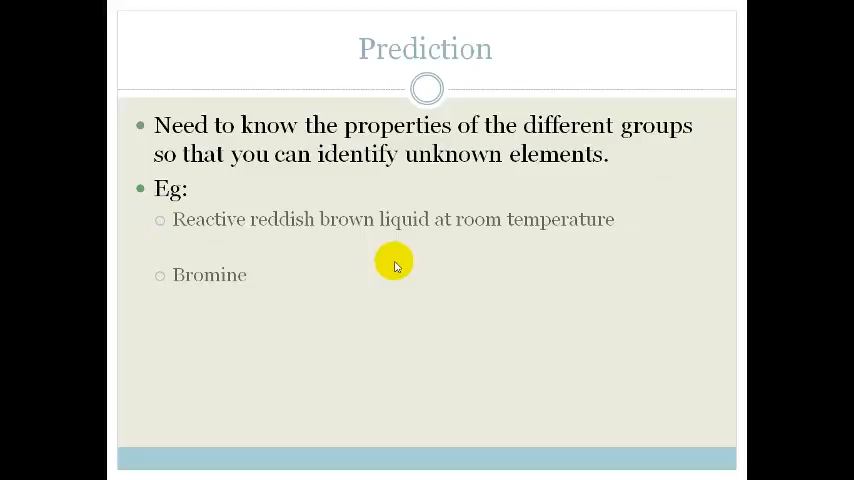 Prediction
Need to know the properties of the different groups
so that you can identify unknown elements.
Eg:
Reactive reddish brown liquid at room temperature
Bromine